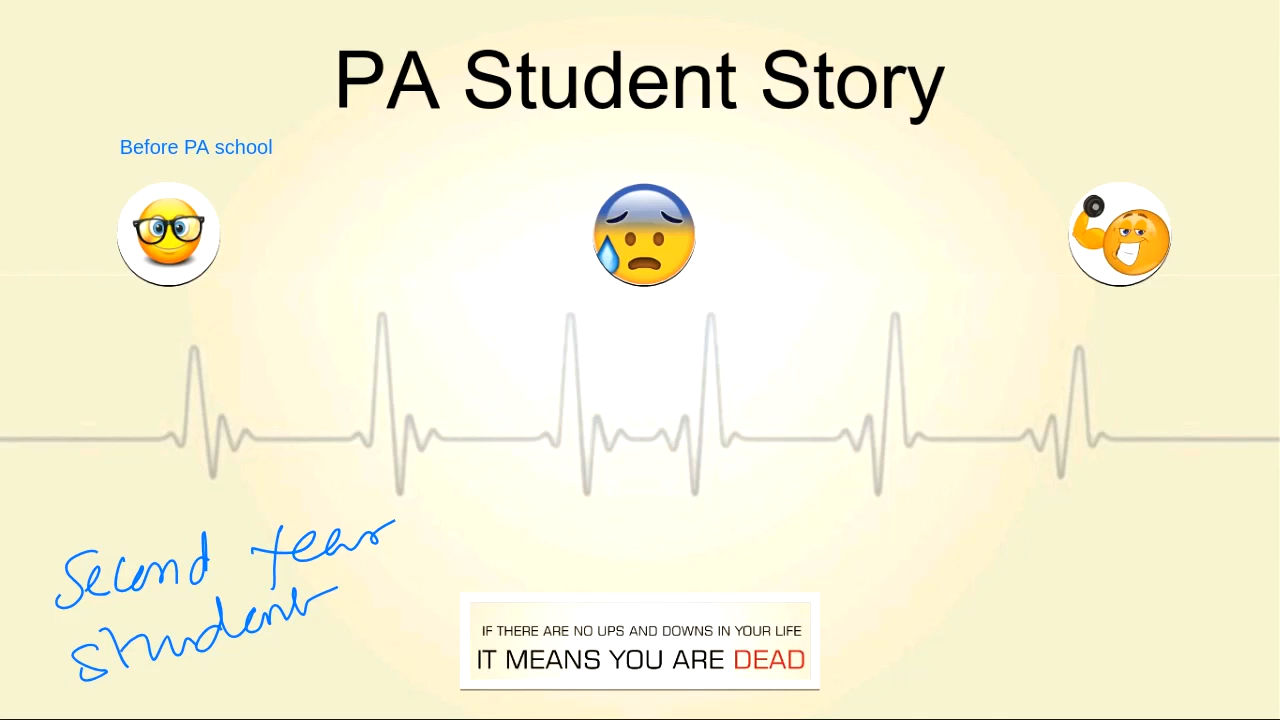 PA Student Story
Before PA school
Second Year
student
IF THERE ARE NO UPS AND DOWNS IN YOUR LIFE
IT MEANS YOU ARE DEAD